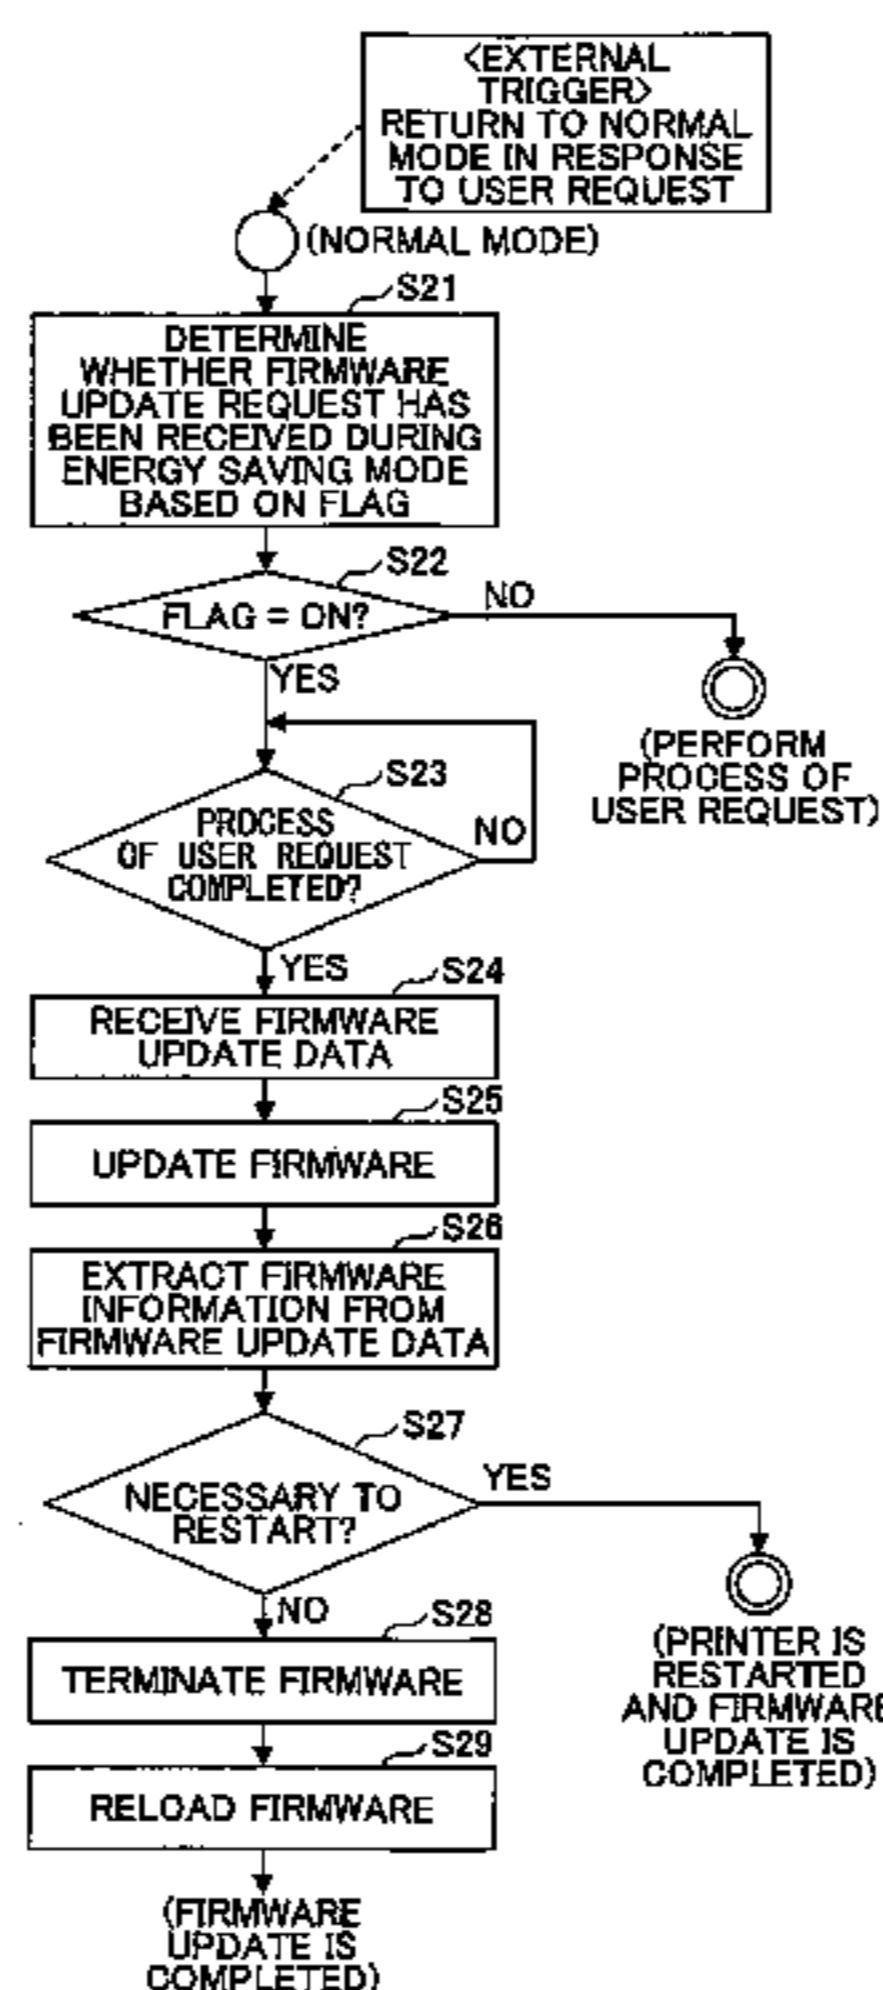 <EXTERNAL
TRIGGER>
RETURN TO NORMAL
MODE IN RESPONSE
TO USER REQUEST
(NORMAL MODE)
S21
DETERMINE
WHETHER FIRMWARE
UPDATE REQUEST HAS
BEEN RECEIVED DURING
ENERGY SAVING MODE
BASED ON FLAG
S22
FLAG = ON?
NO
YES
(PERFORM
PROCESS OF
USER REQUEST)
S23
PROCESS
OF USER REQUEST
COMPLETED?
NO
YES
S24
RECEIVE FIRMWARE
UPDATE DATA
S25
UPDATE FIRMWARE
S26
EXTRACT FIRMWARE
INFORMATION FROM
FIRMWARE UPDATE DATA
S27
NECESSARY TO
RESTART?
YES
NO
(PRINTER IS
RESTARTED
AND FIRMWARE
UPDATE IS
COMPLETED)
S28
TERMINATE FIRMWARE
S29
RELOAD FIRMWARE
(FIRMWARE
UPDATE IS
COMPLETED)